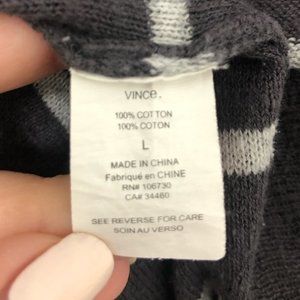 VINCE.
100% COTTON
100% COTON
L
MADE IN CHINA
Fabriqué en CHINE
RN# 106730
CA# 34460
SEE REVERSE FOR CARE
SOIN AU VERSO